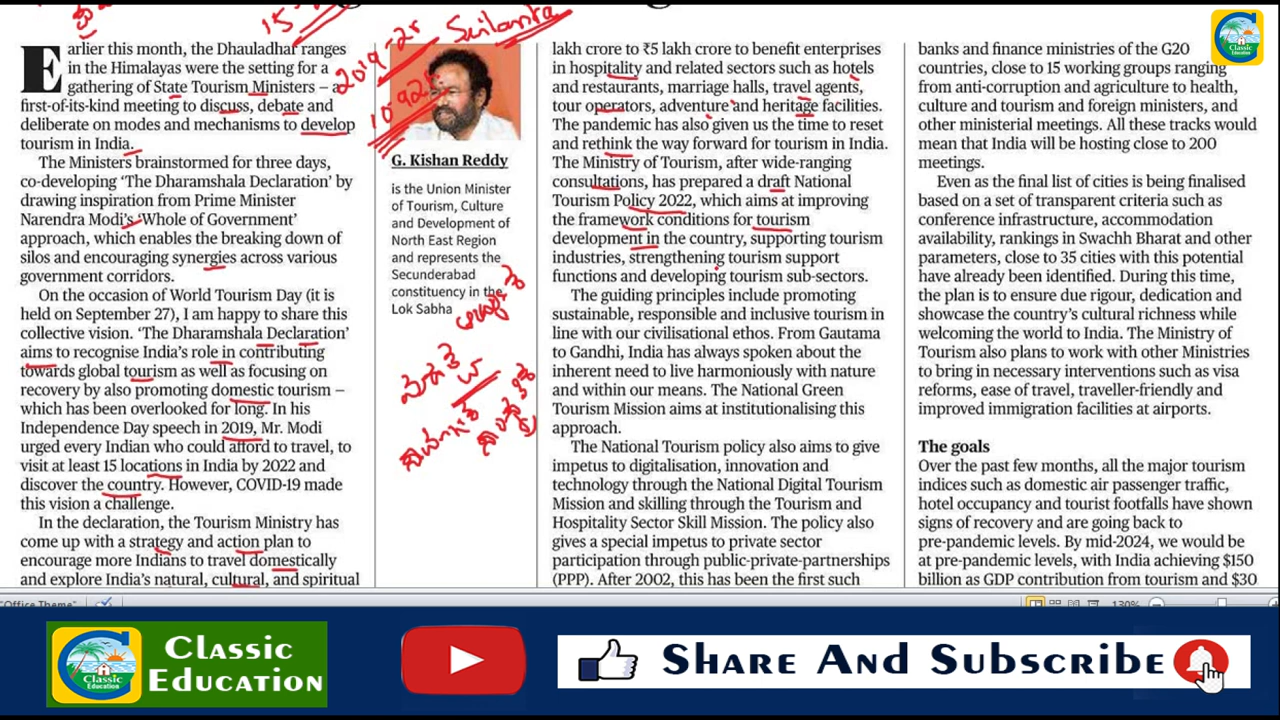 15-
2019-20
Srilanka
Classic
Education
Earlier this month, the Dhauladhar ranges
in the Himalayas were the setting for a
gathering of State Tourism Ministers – a
first-of-its-kind meeting to discuss, debate and
deliberate on modes and mechanisms to develop
tourism in India.
The Ministers brainstormed for three days,
co-developing ‘The Dharamshala Declaration’ by
drawing inspiration from Prime Minister
Narendra Modi’s ‘Whole of Government’
approach, which enables the breaking down of
silos and encouraging synergies across various
government corridors.
On the occasion of World Tourism Day (it is
held on September 27), I am happy to share this
collective vision. ‘The Dharamshala Declaration’
aims to recognise India’s role in contributing
towards global tourism as well as focusing on
recovery by also promoting domestic tourism –
which has been overlooked for long. In his
Independence Day speech in 2019, Mr. Modi
urged every Indian who could afford to travel, to
visit at least 15 locations in India by 2022 and
discover the country. However, COVID-19 made
this vision a challenge.
In the declaration, the Tourism Ministry has
come up with a strategy and action plan to
encourage more Indians to travel domestically
and explore India’s natural, cultural, and spiritual
G. Kishan Reddy
is the Union Minister
of Tourism, Culture
and Development of
North East Region
and represents the
Secunderabad
constituency in the
Lok Sabha
lakh crore to ₹5 lakh crore to benefit enterprises
in hospitality and related sectors such as hotels
and restaurants, marriage halls, travel agents,
tour operators, adventure and heritage facilities.
The pandemic has also given us the time to reset
and rethink the way forward for tourism in India.
The Ministry of Tourism, after wide-ranging
consultations, has prepared a draft National
Tourism Policy 2022, which aims at improving
the framework conditions for tourism
development in the country, supporting tourism
industries, strengthening tourism support
functions and developing tourism sub-sectors.
The guiding principles include promoting
sustainable, responsible and inclusive tourism in
line with our civilisational ethos. From Gautama
to Gandhi, India has always spoken about the
inherent need to live harmoniously with nature
and within our means. The National Green
Tourism Mission aims at institutionalising this
approach.
The National Tourism policy also aims to give
impetus to digitalisation, innovation and
technology through the National Digital Tourism
Mission and skilling through the Tourism and
Hospitality Sector Skill Mission. The policy also
gives a special impetus to private sector
participation through public-private-partnerships
(PPP). After 2002, this has been the first such
banks and finance ministries of the G20
countries, close to 15 working groups ranging
from anti-corruption and agriculture to health,
culture and tourism and foreign ministers, and
other ministerial meetings. All these tracks would
mean that India will be hosting close to 200
meetings.
Even as the final list of cities is being finalised
based on a set of transparent criteria such as
conference infrastructure, accommodation
availability, rankings in Swachh Bharat and other
parameters, close to 35 cities with this potential
have already been identified. During this time,
the plan is to ensure due rigour, dedication and
showcase the country’s cultural richness while
welcoming the world to India. The Ministry of
Tourism also plans to work with other Ministries
to bring in necessary interventions such as visa
reforms, ease of travel, traveller-friendly and
improved immigration facilities at airports.
The goals
Over the past few months, all the major tourism
indices such as domestic air passenger traffic,
hotel occupancy and tourist footfalls have shown
signs of recovery and are going back to
pre-pandemic levels. By mid-2024, we would be
at pre-pandemic levels, with India achieving $150
billion as GDP contribution from tourism and $30
"Office Theme"
130%
Classic
Education
Classic
Education
Share And Subscribe